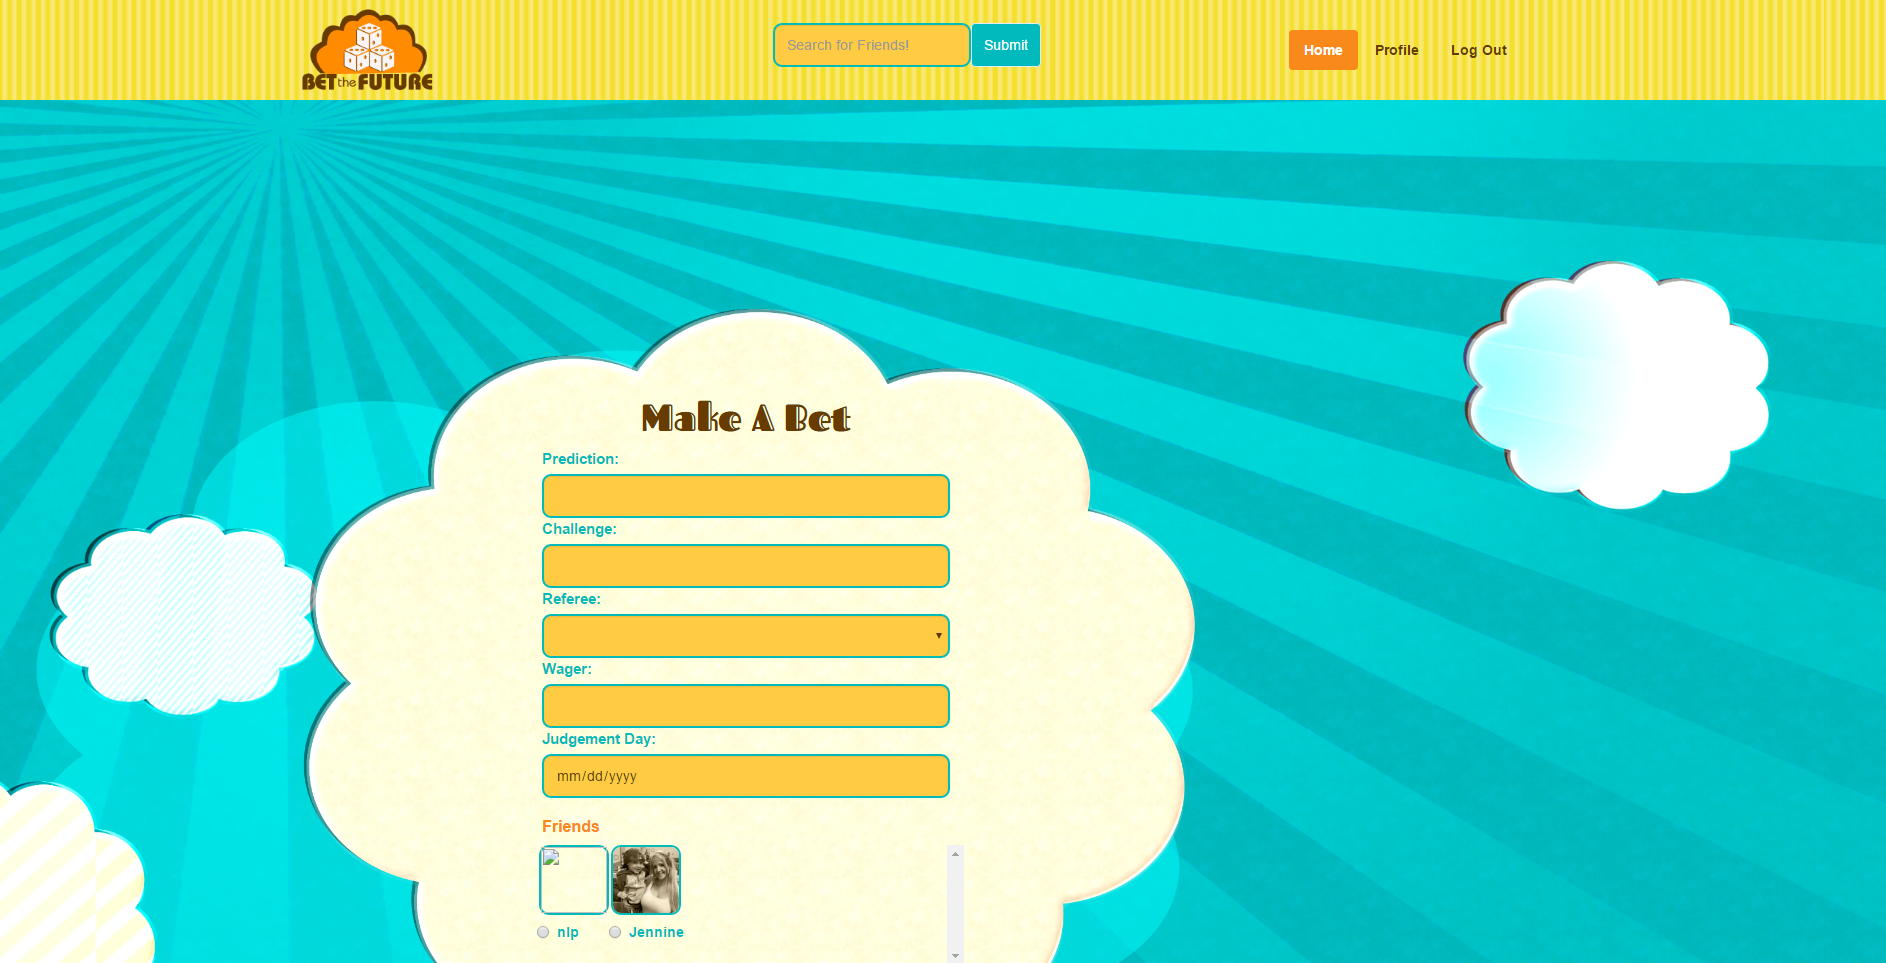 BET the FUTURE
Search for Friends!
Submit
Home
Profile
Log Out
Make A Bet
Prediction:
Challenge:
Referee:
Wager:
Judgement Day:
mm/dd/yyyy
Friends
nlp
Jennine